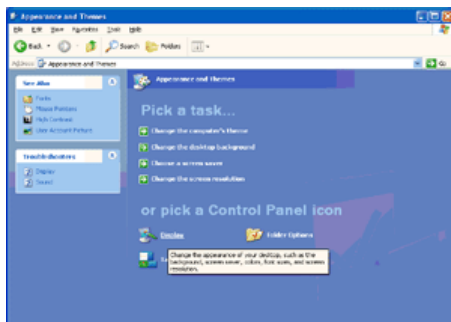 Appearance and Themes
File Edit View Favorites Tools Help
Back Search Folders
Address Appearance and Themes Go
See Also
Fonts
Mouse Pointers
High Contrast
User Account Picture
Troubleshooters
Display
Sound
Appearance and Themes
Pick a task...
Change the computer's theme
Change the desktop background
Choose a screen saver
Change the screen resolution
or pick a Control Panel icon
Display
Folder Options
Change the appearance of your desktop, such as the
background, screen saver, colors, font sizes, and screen
resolution.